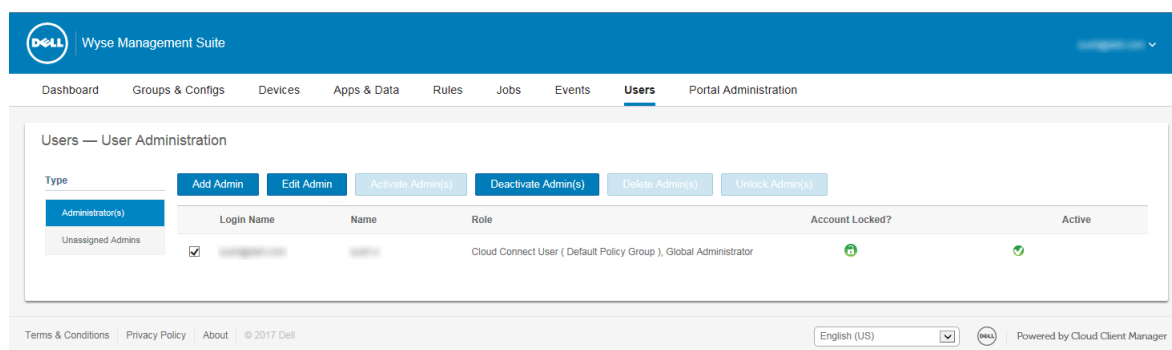 DELL Wyse Management Suite
Dashboard Groups & Configs Devices Apps & Data Rules Jobs Events Users Portal Administration
Users — User Administration
Type
Add Admin Edit Admin Activate Admin(s) Deactivate Admin(s) Delete Admin(s) Unlock Admin(s)
Administrator(s)
Unassigned Admins
Login Name Name Role Account Locked? Active
Cloud Connect User ( Default Policy Group ), Global Administrator
Terms & Conditions Privacy Policy About © 2017 Dell English (US) DELL Powered by Cloud Client Manager